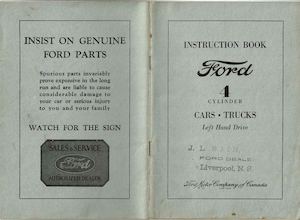 INSIST ON GENUINE
FORD PARTS
Spurious parts invariably
prove expensive in the long
run and are liable to cause
considerable damage to
your car or serious injury
to you and your family
WATCH FOR THE SIGN
SALES & SERVICE
Ford
AUTHORIZED DEALER
INSTRUCTION BOOK
Ford
4
CYLINDER
CARS · TRUCKS
Left Hand Drive
J. L.
FORD DEALE
Liverpool, N. S.
Ford Motor Company of Canada